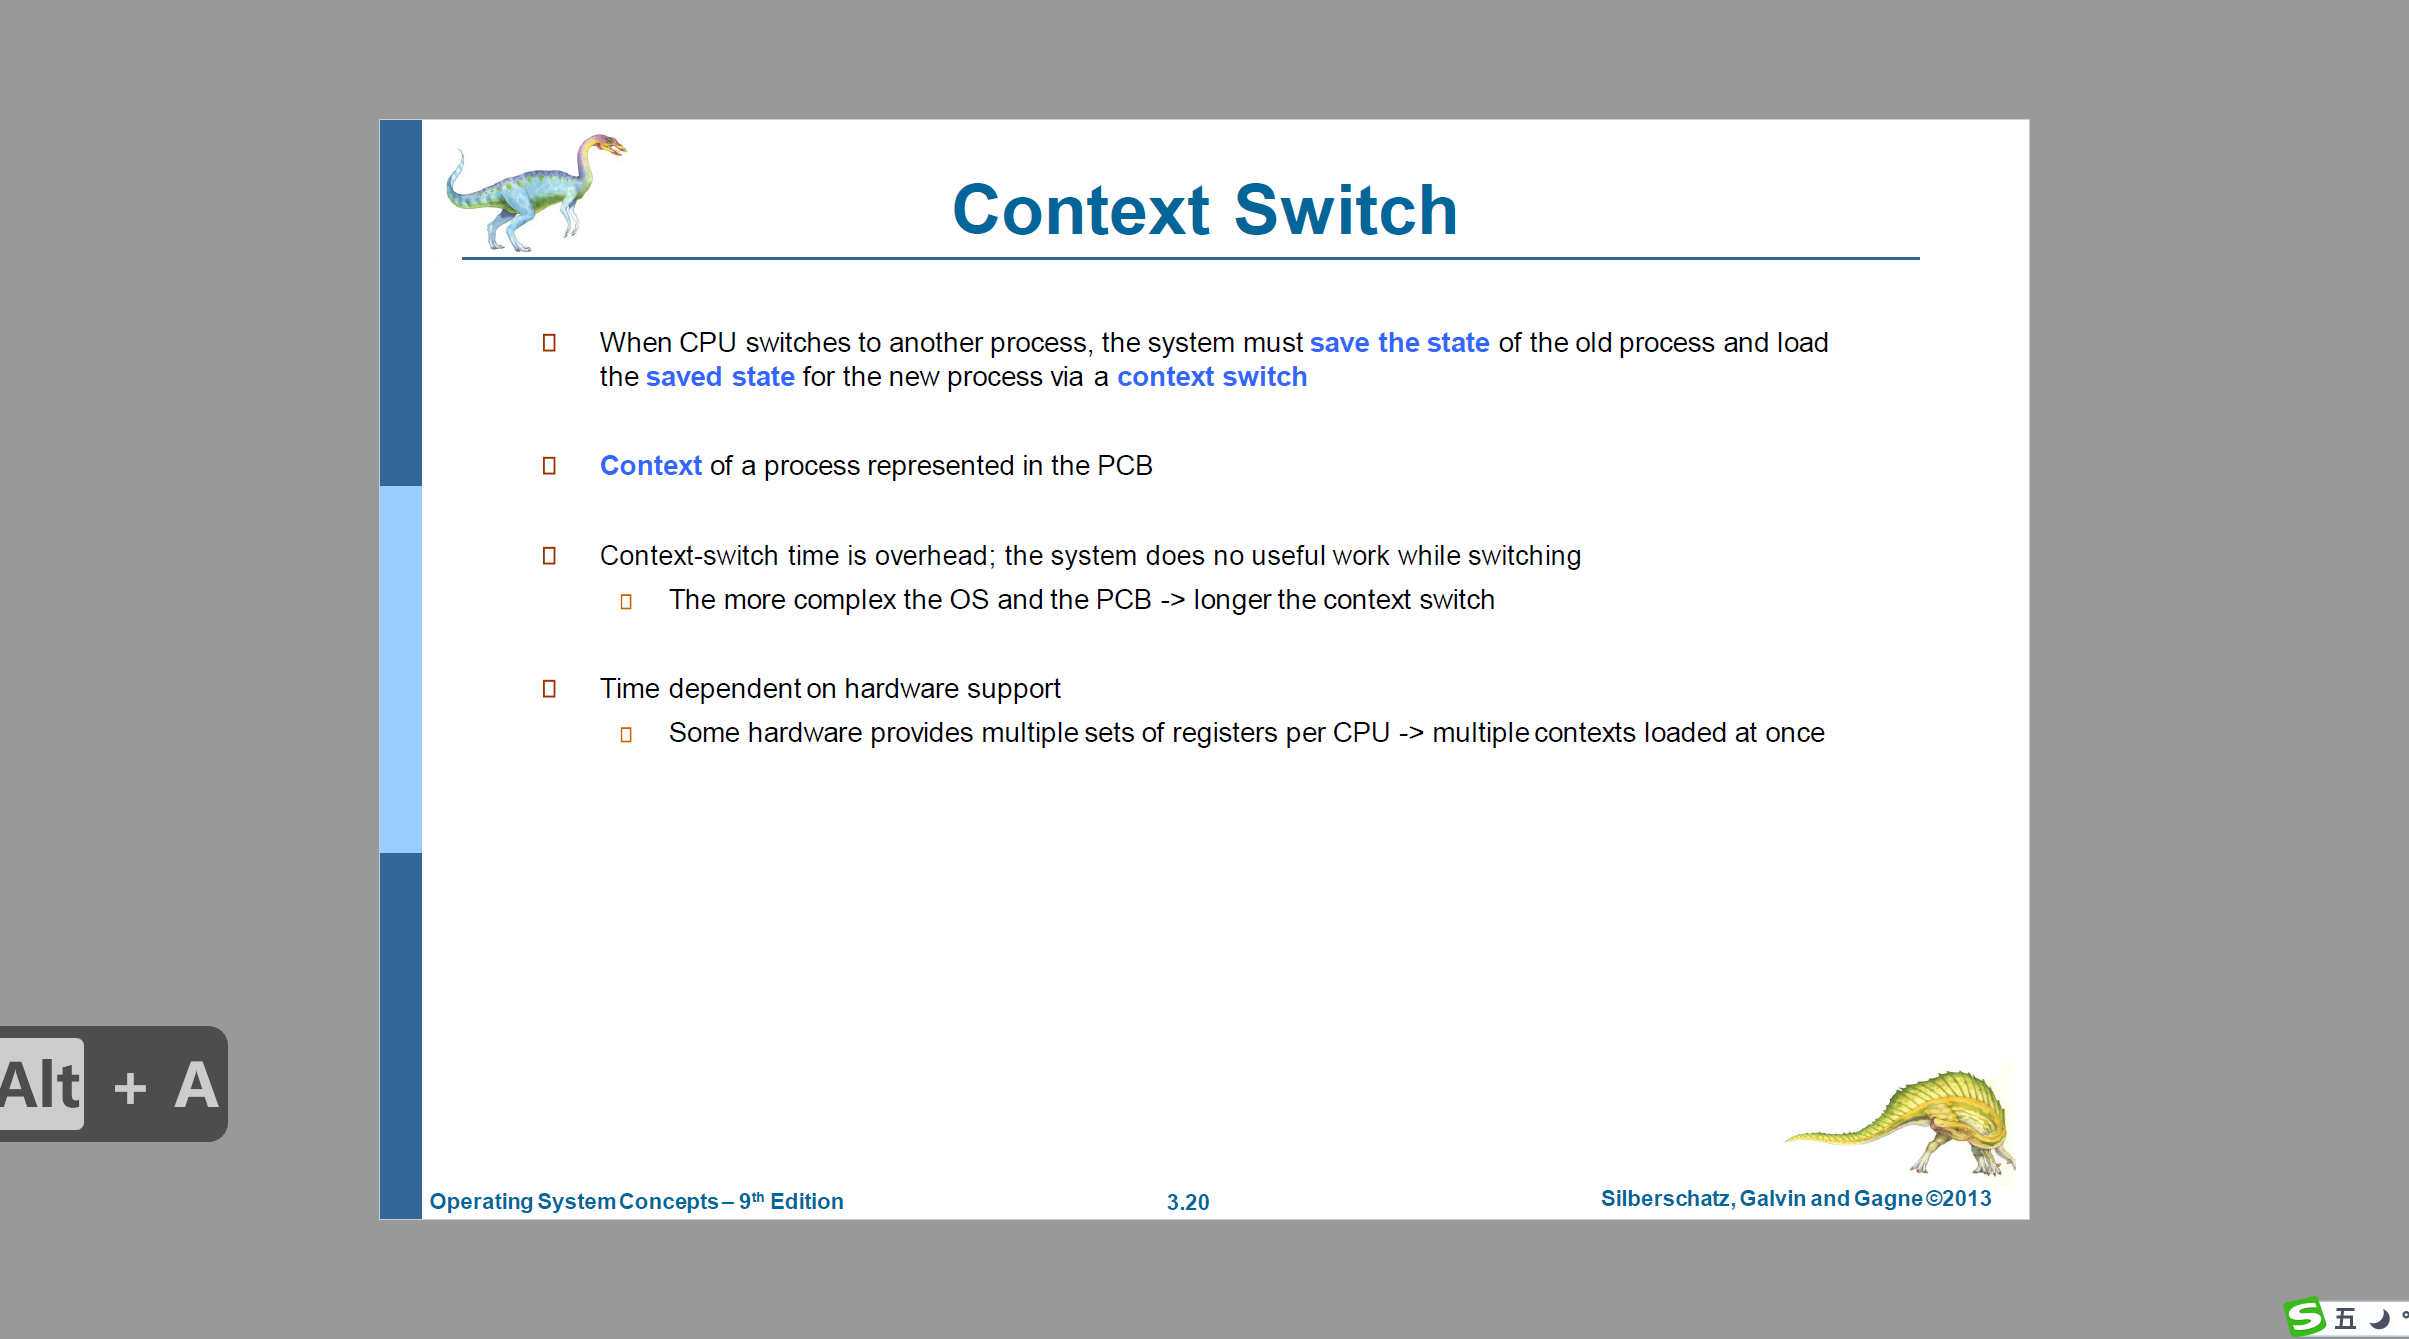 Context Switch
When CPU switches to another process, the system must save the state of the old process and load
the saved state for the new process via a context switch
Context of a process represented in the PCB
Context-switch time is overhead; the system does no useful work while switching
The more complex the OS and the PCB -> longer the context switch
Time dependent on hardware support
Some hardware provides multiple sets of registers per CPU -> multiple contexts loaded at once
Alt + A
Operating System Concepts – 9th Edition
3.20
Silberschatz, Galvin and Gagne ©2013
S 五